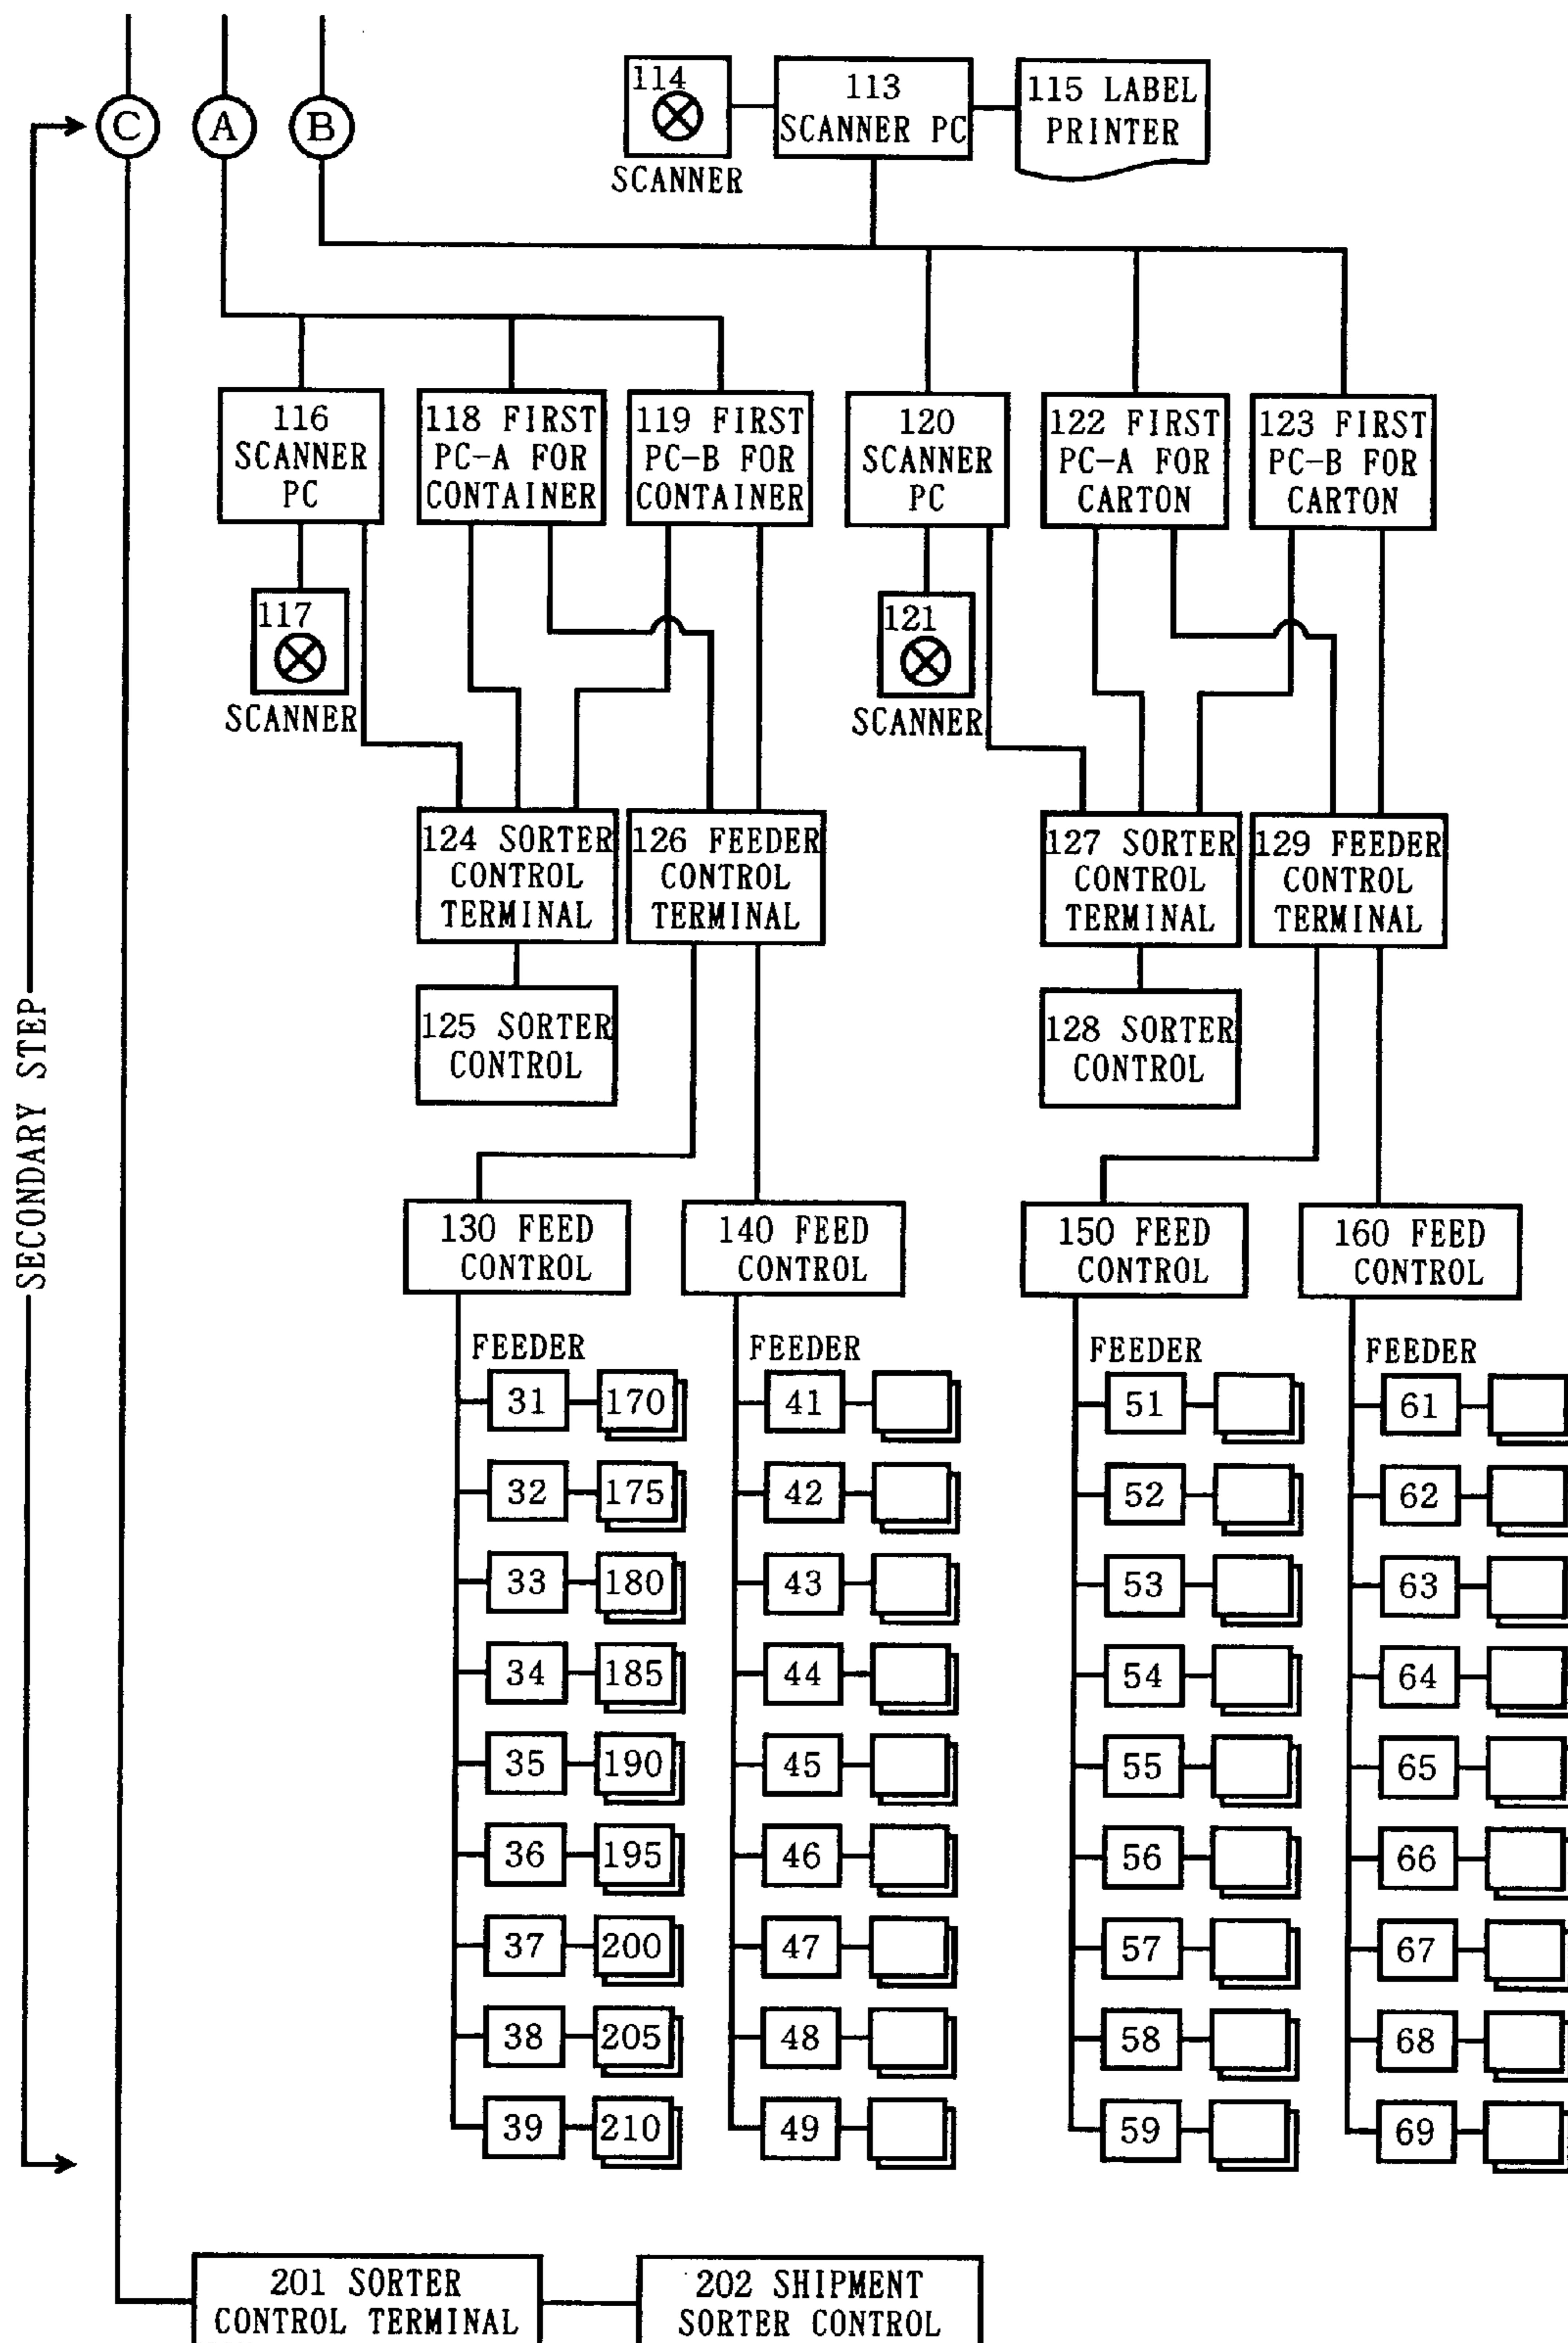 C
A
B
114
SCANNER
113
SCANNER PC
115 LABEL
PRINTER
116
SCANNER
PC
118 FIRST
PC-A FOR
CONTAINER
119 FIRST
PC-B FOR
CONTAINER
120
SCANNER
PC
122 FIRST
PC-A FOR
CARTON
123 FIRST
PC-B FOR
CARTON
117
SCANNER
121
SCANNER
124 SORTER
CONTROL
TERMINAL
126 FEEDER
CONTROL
TERMINAL
127 SORTER
CONTROL
TERMINAL
129 FEEDER
CONTROL
TERMINAL
125 SORTER
CONTROL
128 SORTER
CONTROL
SECONDARY STEP
130 FEED
CONTROL
140 FEED
CONTROL
150 FEED
CONTROL
160 FEED
CONTROL
FEEDER
31 170
32 175
33 180
34 185
35 190
36 195
37 200
38 205
39 210
FEEDER
41
42
43
44
45
46
47
48
49
FEEDER
51
52
53
54
55
56
57
58
59
FEEDER
61
62
63
64
65
66
67
68
69
201 SORTER
CONTROL TERMINAL
202 SHIPMENT
SORTER CONTROL